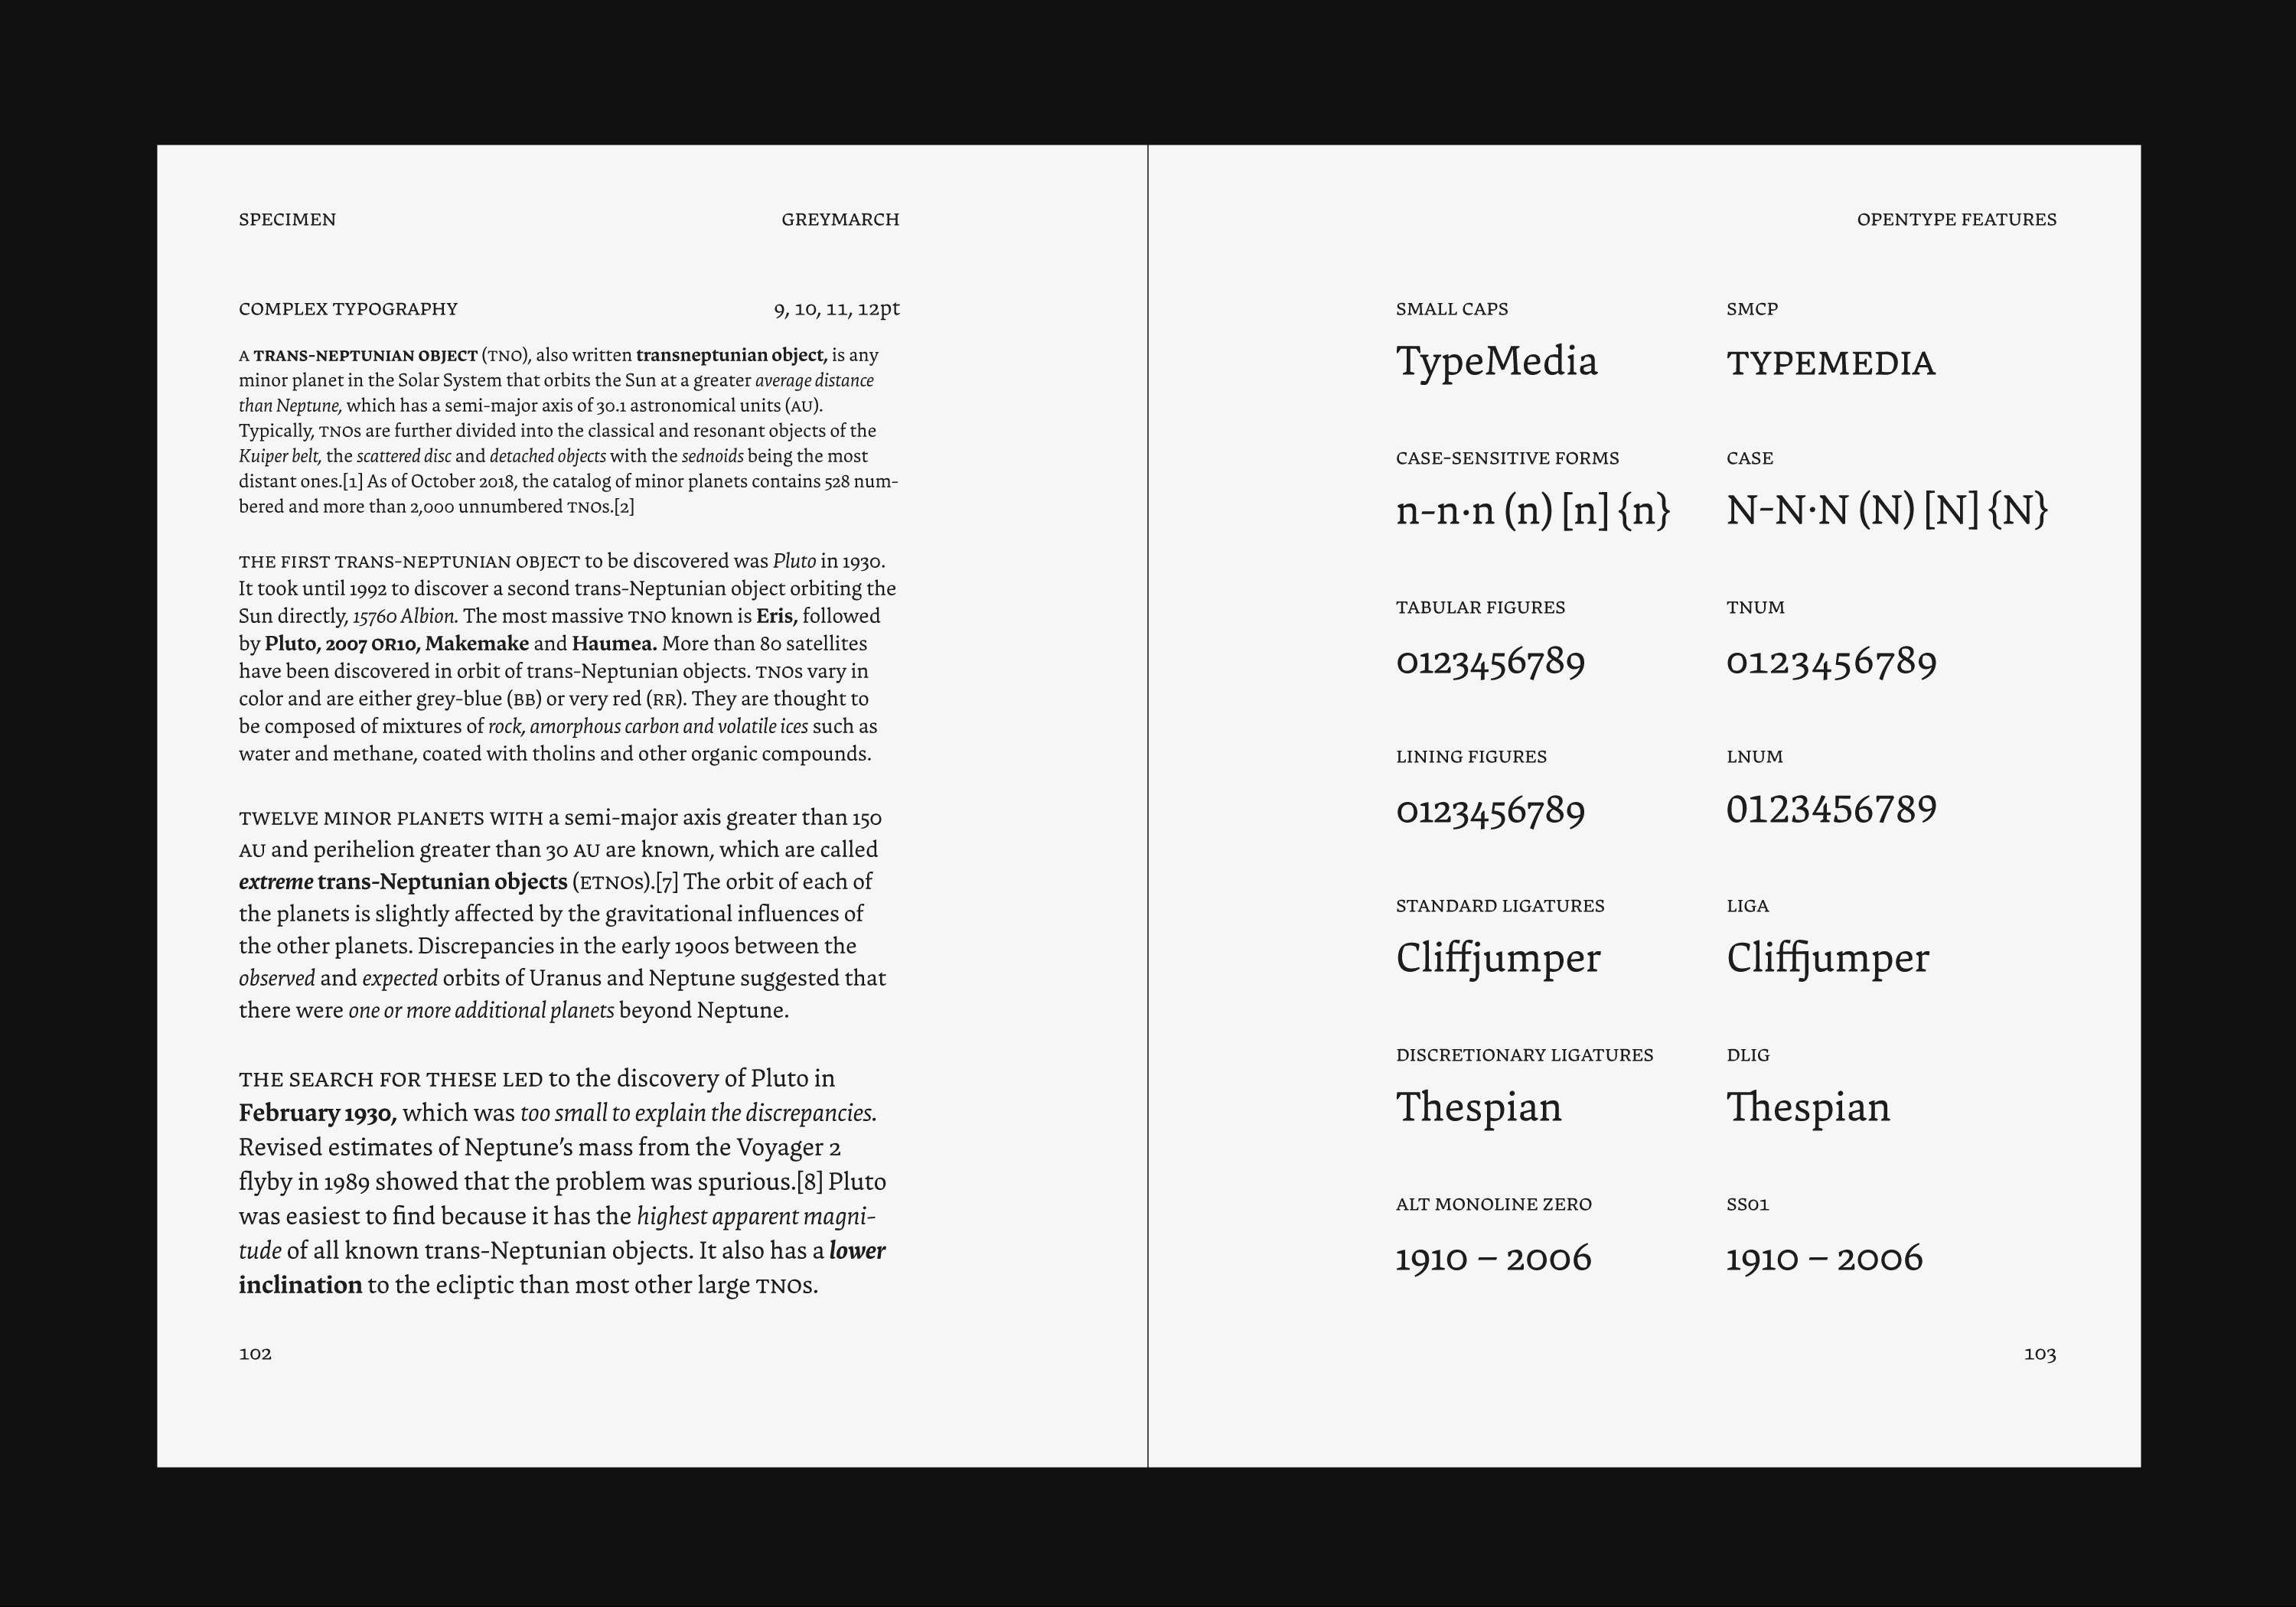 SPECIMEN GREYMARCH
COMPLEX TYPOGRAPHY 9, 10, 11, 12pt
A TRANS-NEPTUNIAN OBJECT (TNO), also written transneptunian object, is any
minor planet in the Solar System that orbits the Sun at a greater average distance
than Neptune, which has a semi-major axis of 30.1 astronomical units (AU).
Typically, TNOs are further divided into the classical and resonant objects of the
Kuiper belt, the scattered disc and detached objects with the sednoids being the most
distant ones.[1] As of October 2018, the catalog of minor planets contains 528 num-
bered and more than 2,000 unnumbered TNOs.[2]
THE FIRST TRANS-NEPTUNIAN OBJECT to be discovered was Pluto in 1930.
It took until 1992 to discover a second trans-Neptunian object orbiting the
Sun directly, 15760 Albion. The most massive TNO known is Eris, followed
by Pluto, 2007 OR10, Makemake and Haumea. More than 80 satellites
have been discovered in orbit of trans-Neptunian objects. TNOs vary in
color and are either grey-blue (BB) or very red (RR). They are thought to
be composed of mixtures of rock, amorphous carbon and volatile ices such as
water and methane, coated with tholins and other organic compounds.
TWELVE MINOR PLANETS WITH a semi-major axis greater than 150
AU and perihelion greater than 30 AU are known, which are called
extreme trans-Neptunian objects (ETNOs).[7] The orbit of each of
the planets is slightly affected by the gravitational influences of
the other planets. Discrepancies in the early 1900s between the
observed and expected orbits of Uranus and Neptune suggested that
there were one or more additional planets beyond Neptune.
THE SEARCH FOR THESE LED to the discovery of Pluto in
February 1930, which was too small to explain the discrepancies.
Revised estimates of Neptune’s mass from the Voyager 2
flyby in 1989 showed that the problem was spurious.[8] Pluto
was easiest to find because it has the highest apparent magni-
tude of all known trans-Neptunian objects. It also has a lower
inclination to the ecliptic than most other large TNOs.
102
OPENTYPE FEATURES
SMALL CAPS SMCP
TypeMedia TYPEMEDIA
CASE-SENSITIVE FORMS CASE
n-n·n (n) [n] {n} N-N·N (N) [N] {N}
TABULAR FIGURES TNUM
0123456789 0123456789
LINING FIGURES LNUM
0123456789 0123456789
STANDARD LIGATURES LIGA
Cliffjumper Cliffjumper
DISCRETIONARY LIGATURES DLIG
Thespian Thespian
ALT MONOLINE ZERO SS01
1910 – 2006 1910 – 2006
103